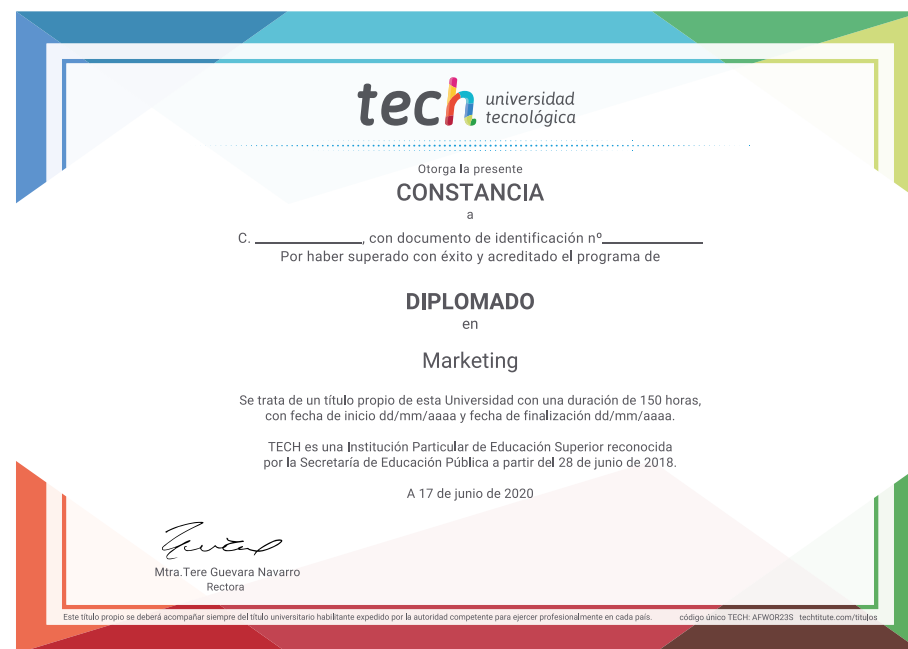 tech universidad
tecnológica
Otorga la presente
CONSTANCIA
a
C. ____________, con documento de identificación nº____________
Por haber superado con éxito y acreditado el programa de
DIPLOMADO
en
Marketing
Se trata de un título propio de esta Universidad con una duración de 150 horas,
con fecha de inicio dd/mm/aaaa y fecha de finalización dd/mm/aaaa.
TECH es una Institución Particular de Educación Superior reconocida
por la Secretaría de Educación Pública a partir del 28 de junio de 2018.
A 17 de junio de 2020
Mtra.Tere Guevara Navarro
Rectora
Este título propio se deberá acompañar siempre del título universitario habilitante expedido por la autoridad competente para ejercer profesionalmente en cada país. código único TECH: AFWOR23S techtitute.com/titulos